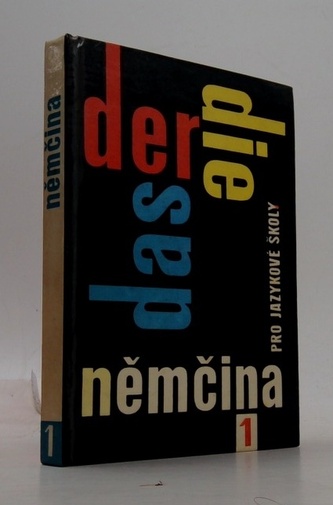 němčina
1
der
die
das
PRO JAZYKOVÉ ŠKOLY
němčina
1